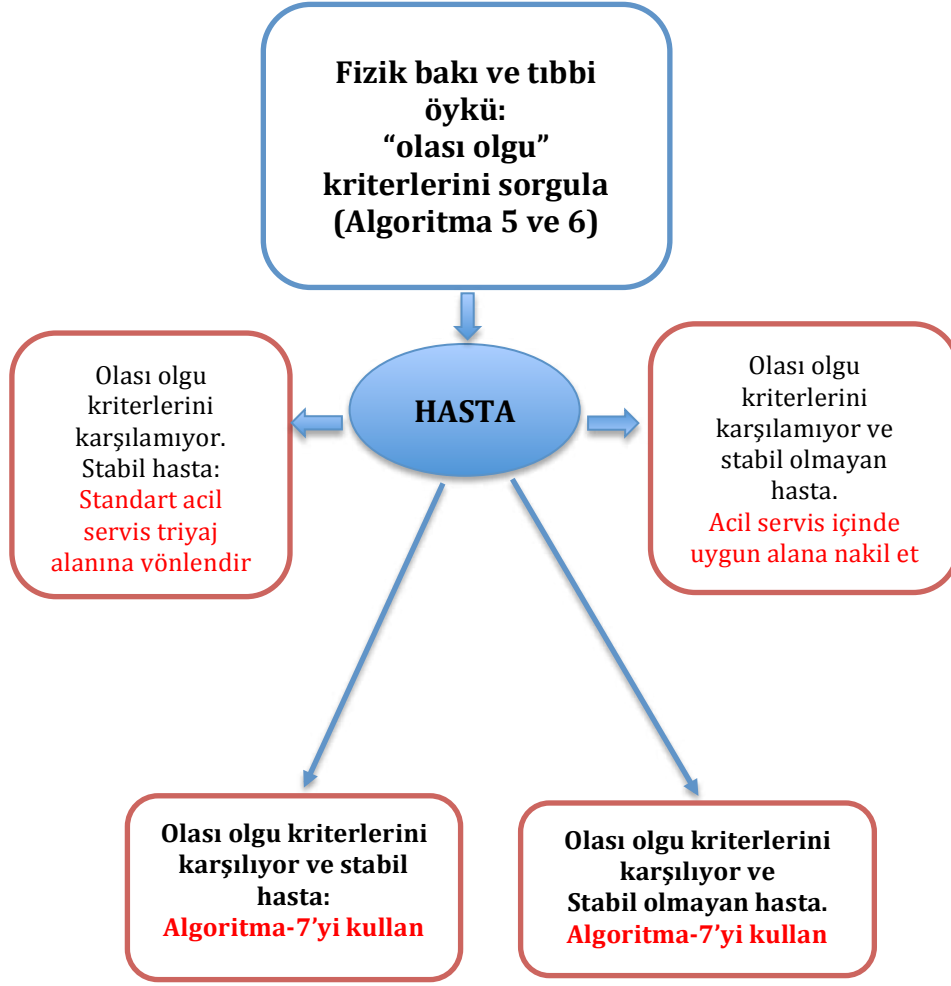 Fizik bakı ve tıbbi
öykü:
“olası olgu”
kriterlerini sorgula
(Algoritma 5 ve 6)
HASTA
Olası olgu
kriterlerini
karşılamıyor.
Stabil hasta:
Standart acil
servis triyaj
alanına vönlendir
Olası olgu
kriterlerini
karşılamıyor ve
stabil olmayan
hasta.
Acil servis içinde
uygun alana nakil et
Olası olgu kriterlerini
karşılıyor ve stabil
hasta:
Algoritma-7’yi kullan
Olası olgu kriterlerini
karşılıyor ve
Stabil olmayan hasta.
Algoritma-7’yi kullan